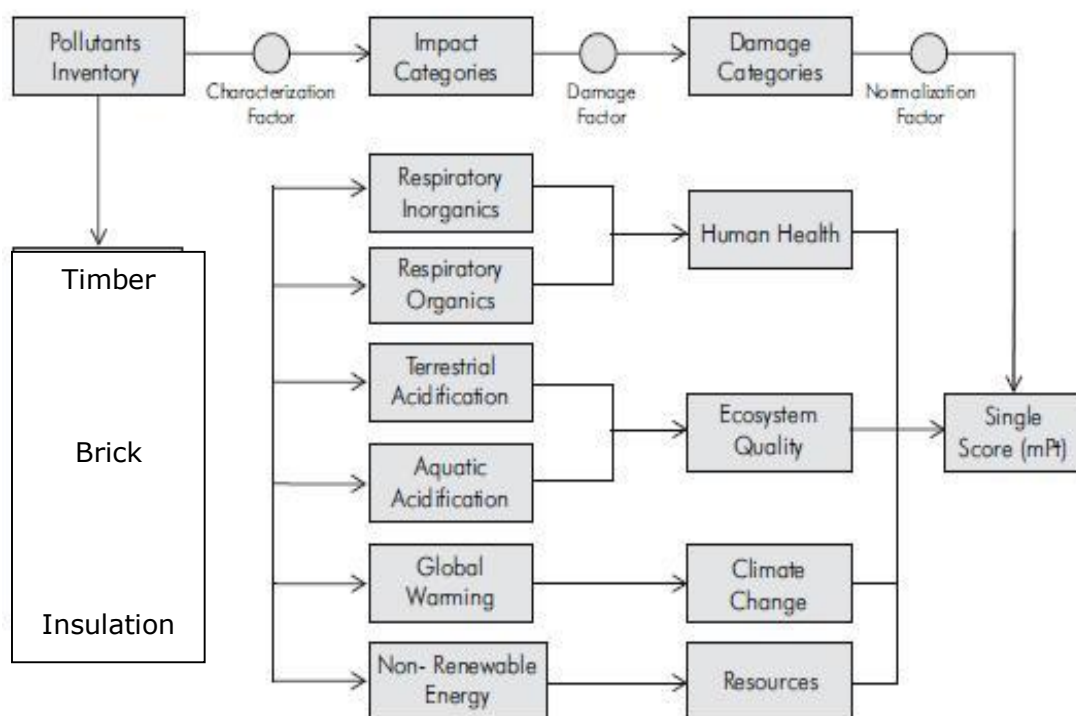 Pollutants
Inventory
Characterization
Factor
Impact
Categories
Damage
Factor
Damage
Categories
Normalization
Factor
Timber
Brick
Insulation
Respiratory
Inorganics
Respiratory
Organics
Terrestrial
Acidification
Aquatic
Acidification
Global
Warming
Non- Renewable
Energy
Human Health
Ecosystem
Quality
Climate
Change
Resources
Single
Score (mPt)